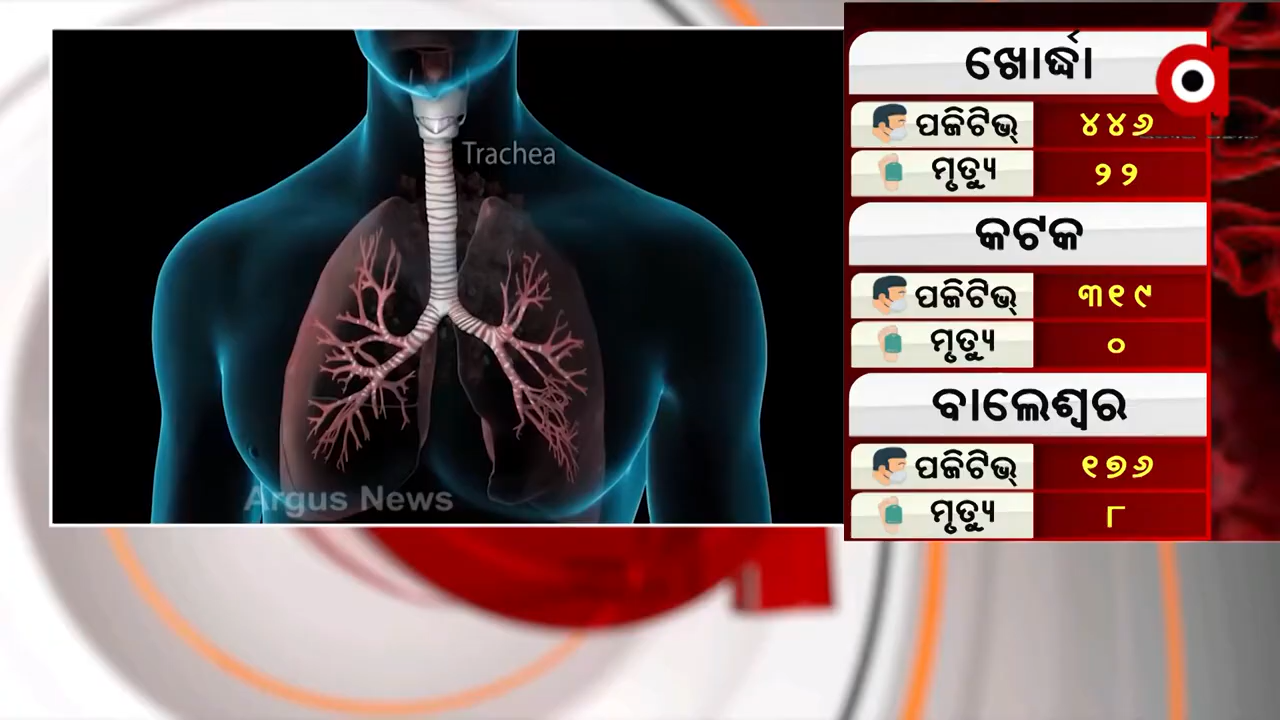 Trachea
Argus News
ଖୋର୍ଦ୍ଧା
ପଜିଟିଭ୍ ୪୪୬
ମୃତ୍ୟୁ ୨୨
କଟକ
ପଜିଟିଭ୍ ୩୧୯
ମୃତ୍ୟୁ ୦
ବାଲେଶ୍ୱର
ପଜିଟିଭ୍ ୧୭୬
ମୃତ୍ୟୁ ୮